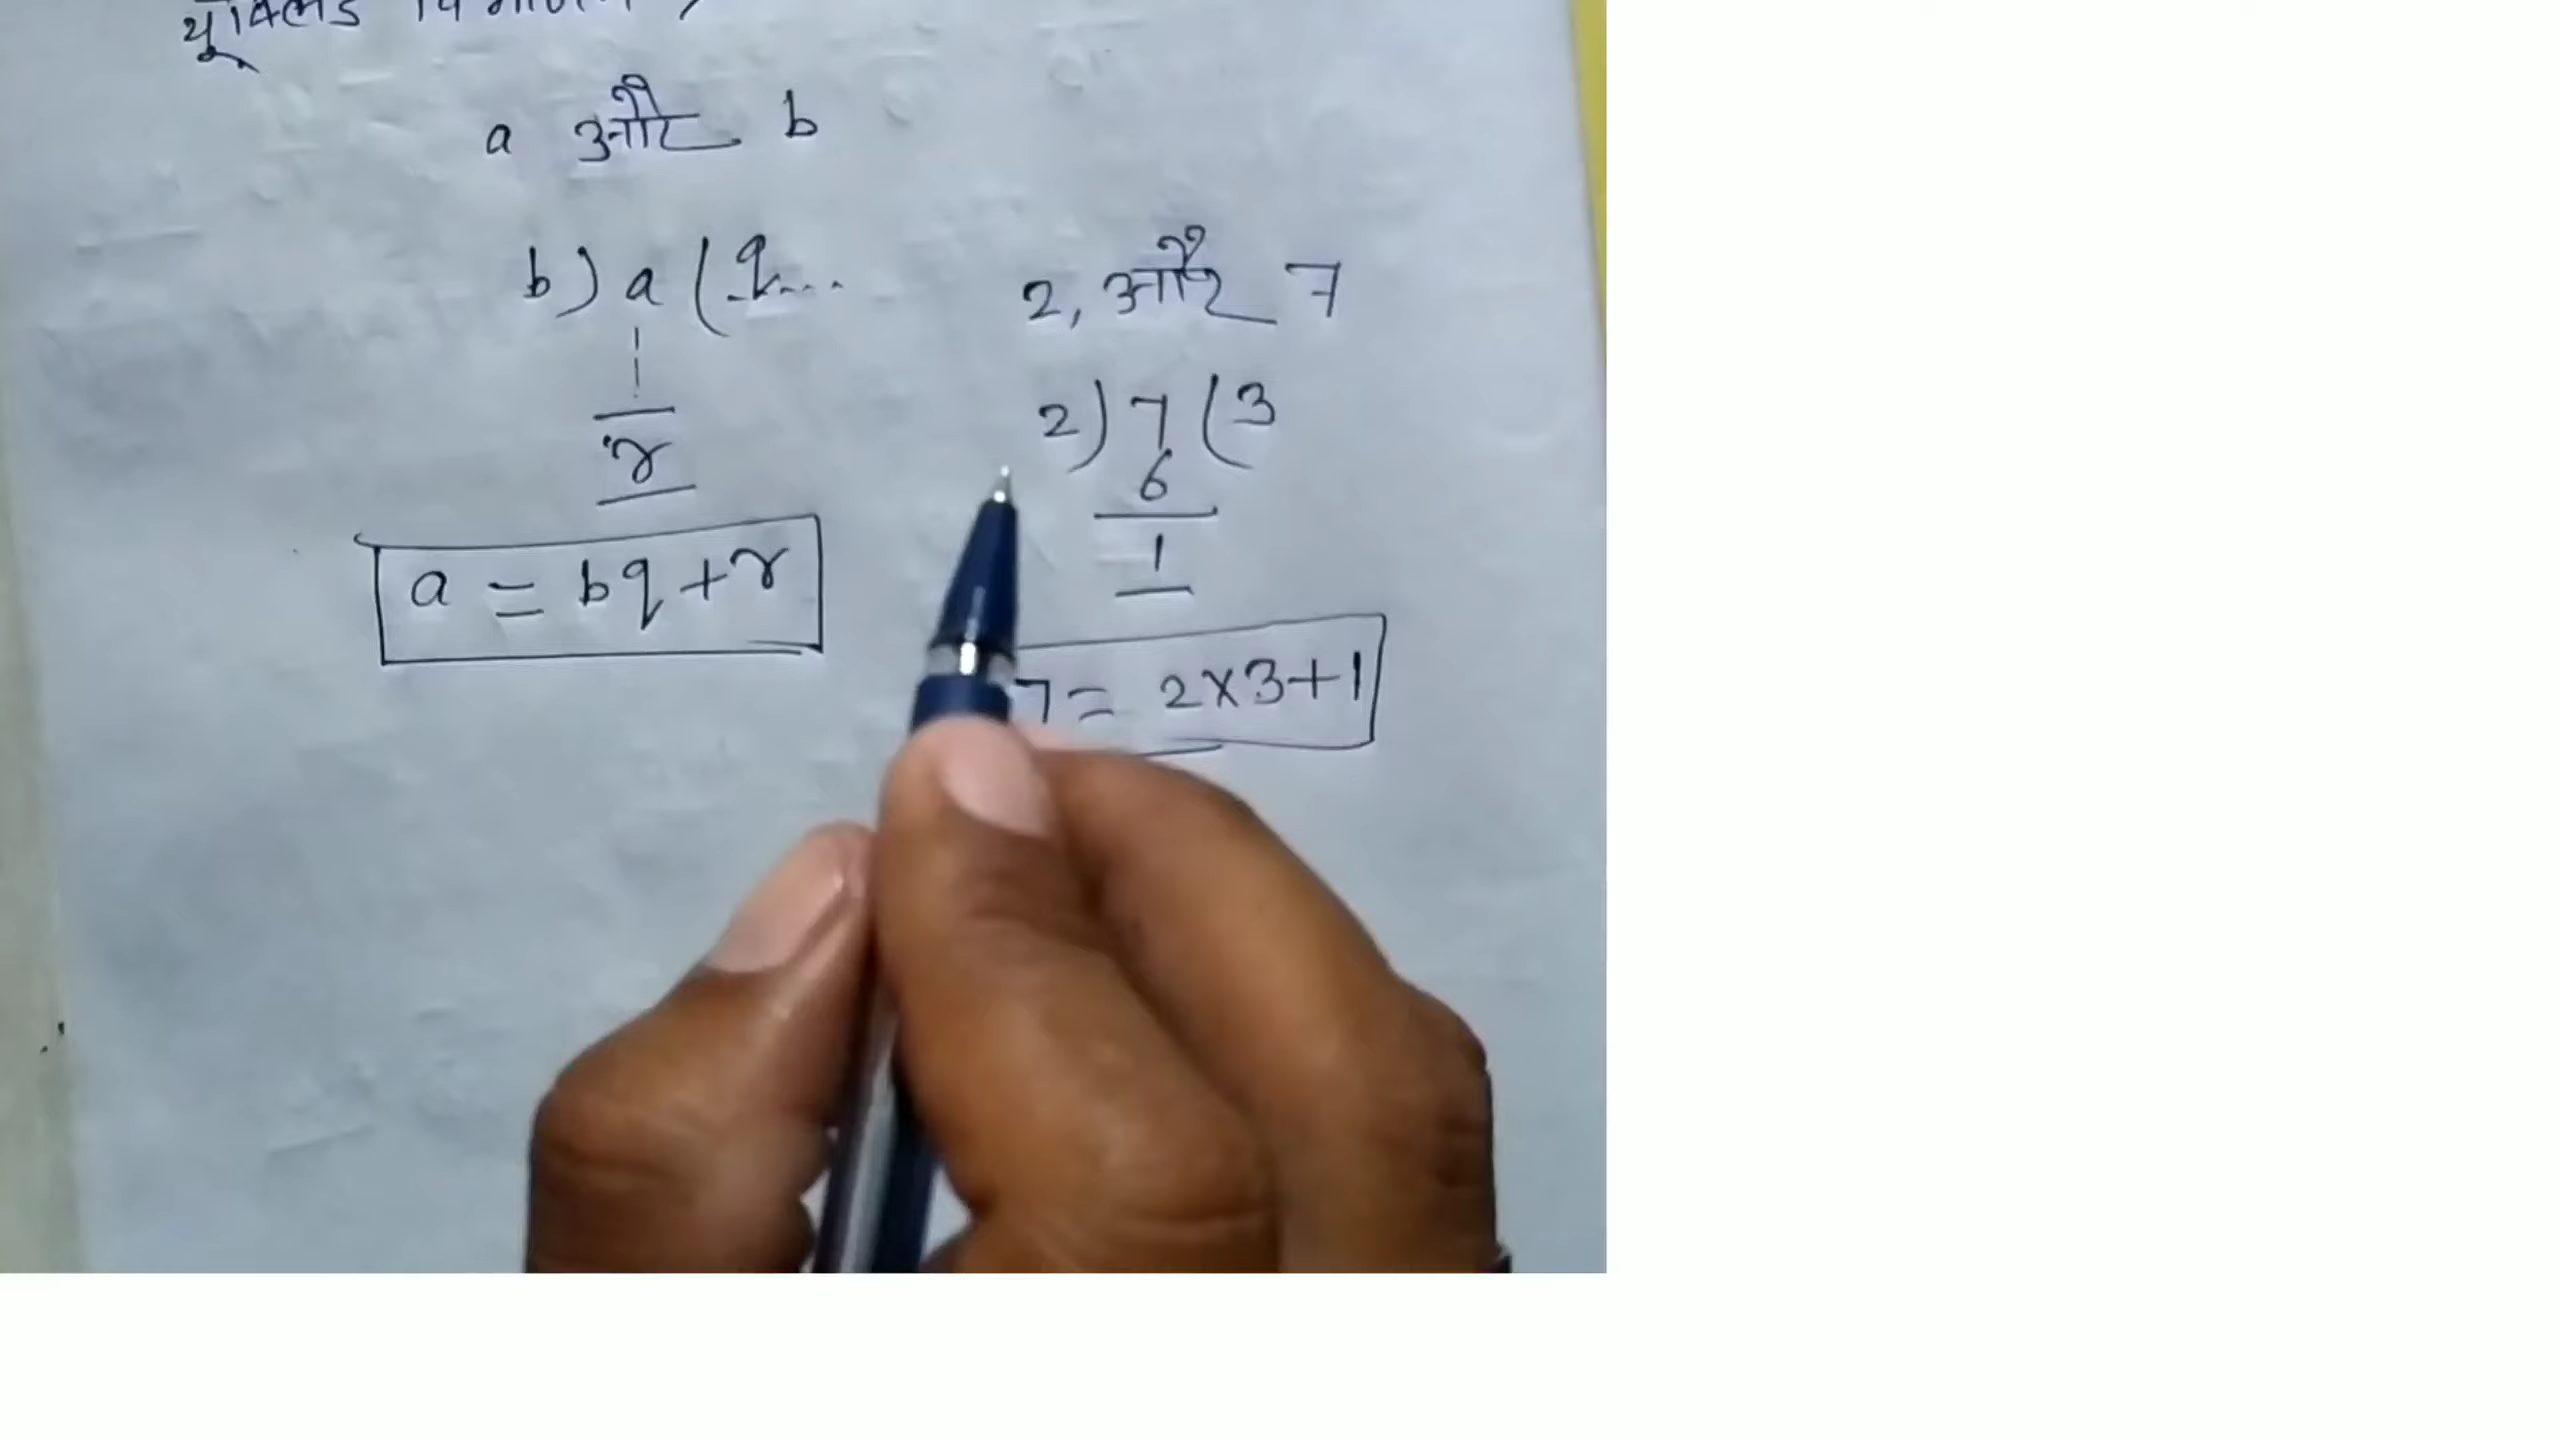 यूक्लिड
a और b
b) a (q...
r
a = bq+r
2, और 7
2) 7 (3
6
1
7 = 2×3+1